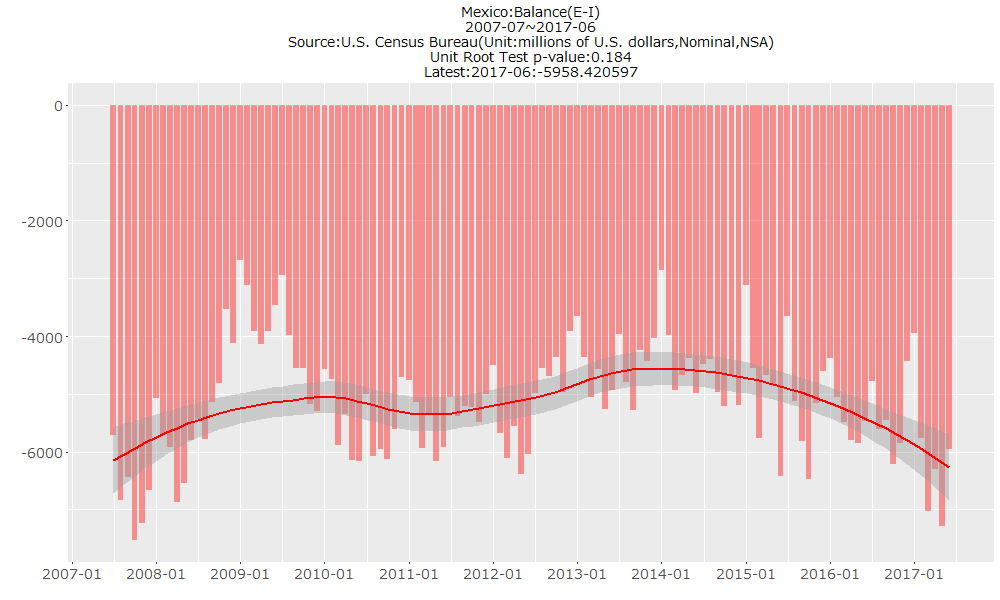 Mexico:Balance(E-I)
2007-07~2017-06
Source:U.S. Census Bureau(Unit:millions of U.S. dollars,Nominal,NSA)
Unit Root Test p-value:0.184
Latest:2017-06:-5958.420597
0
-2000
-4000
-6000
2007-01 2008-01 2009-01 2010-01 2011-01 2012-01 2013-01 2014-01 2015-01 2016-01 2017-01